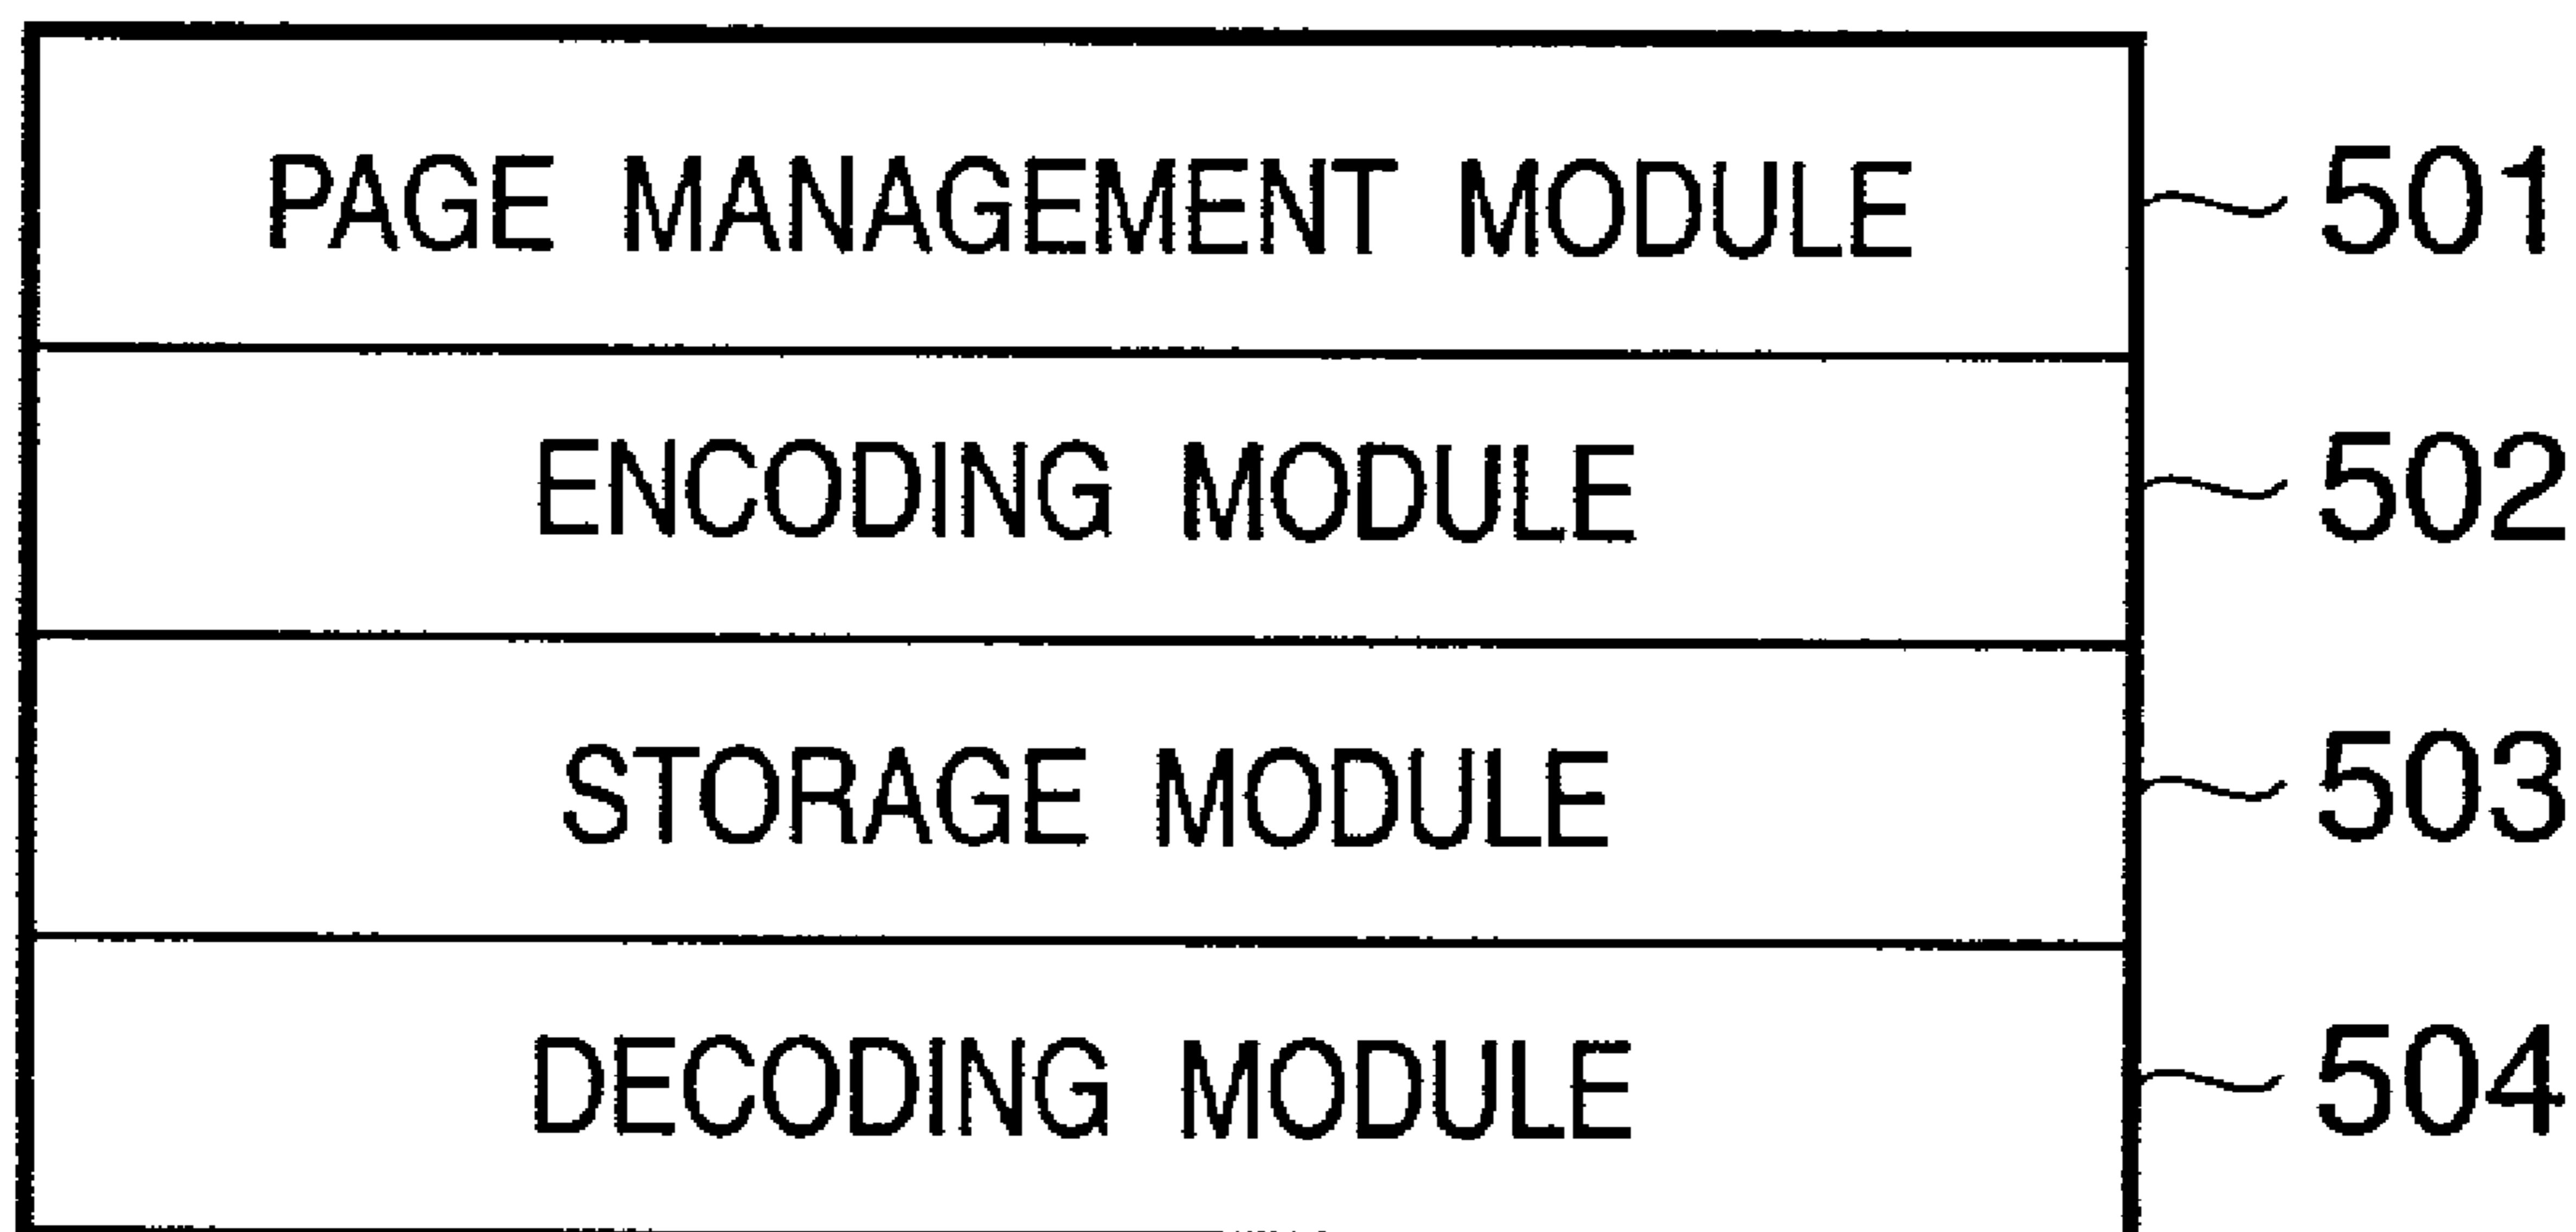 PAGE MANAGEMENT MODULE 501
ENCODING MODULE 502
STORAGE MODULE 503
DECODING MODULE 504